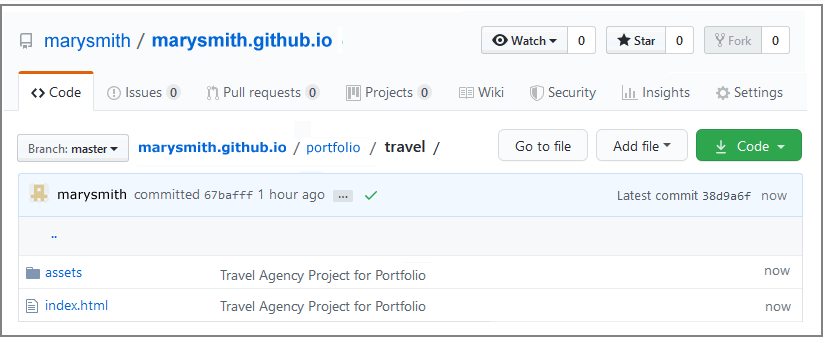 marysmith / marysmith.github.io Watch 0 Star 0 Fork 0
Code Issues 0 Pull requests 0 Projects 0 Wiki Security Insights Settings
Branch: master marysmith.github.io / portfolio / travel / Go to file Add file Code
marysmith committed 67bafff 1 hour ago ... Latest commit 38d9a6f now
..
assets Travel Agency Project for Portfolio now
index.html Travel Agency Project for Portfolio now